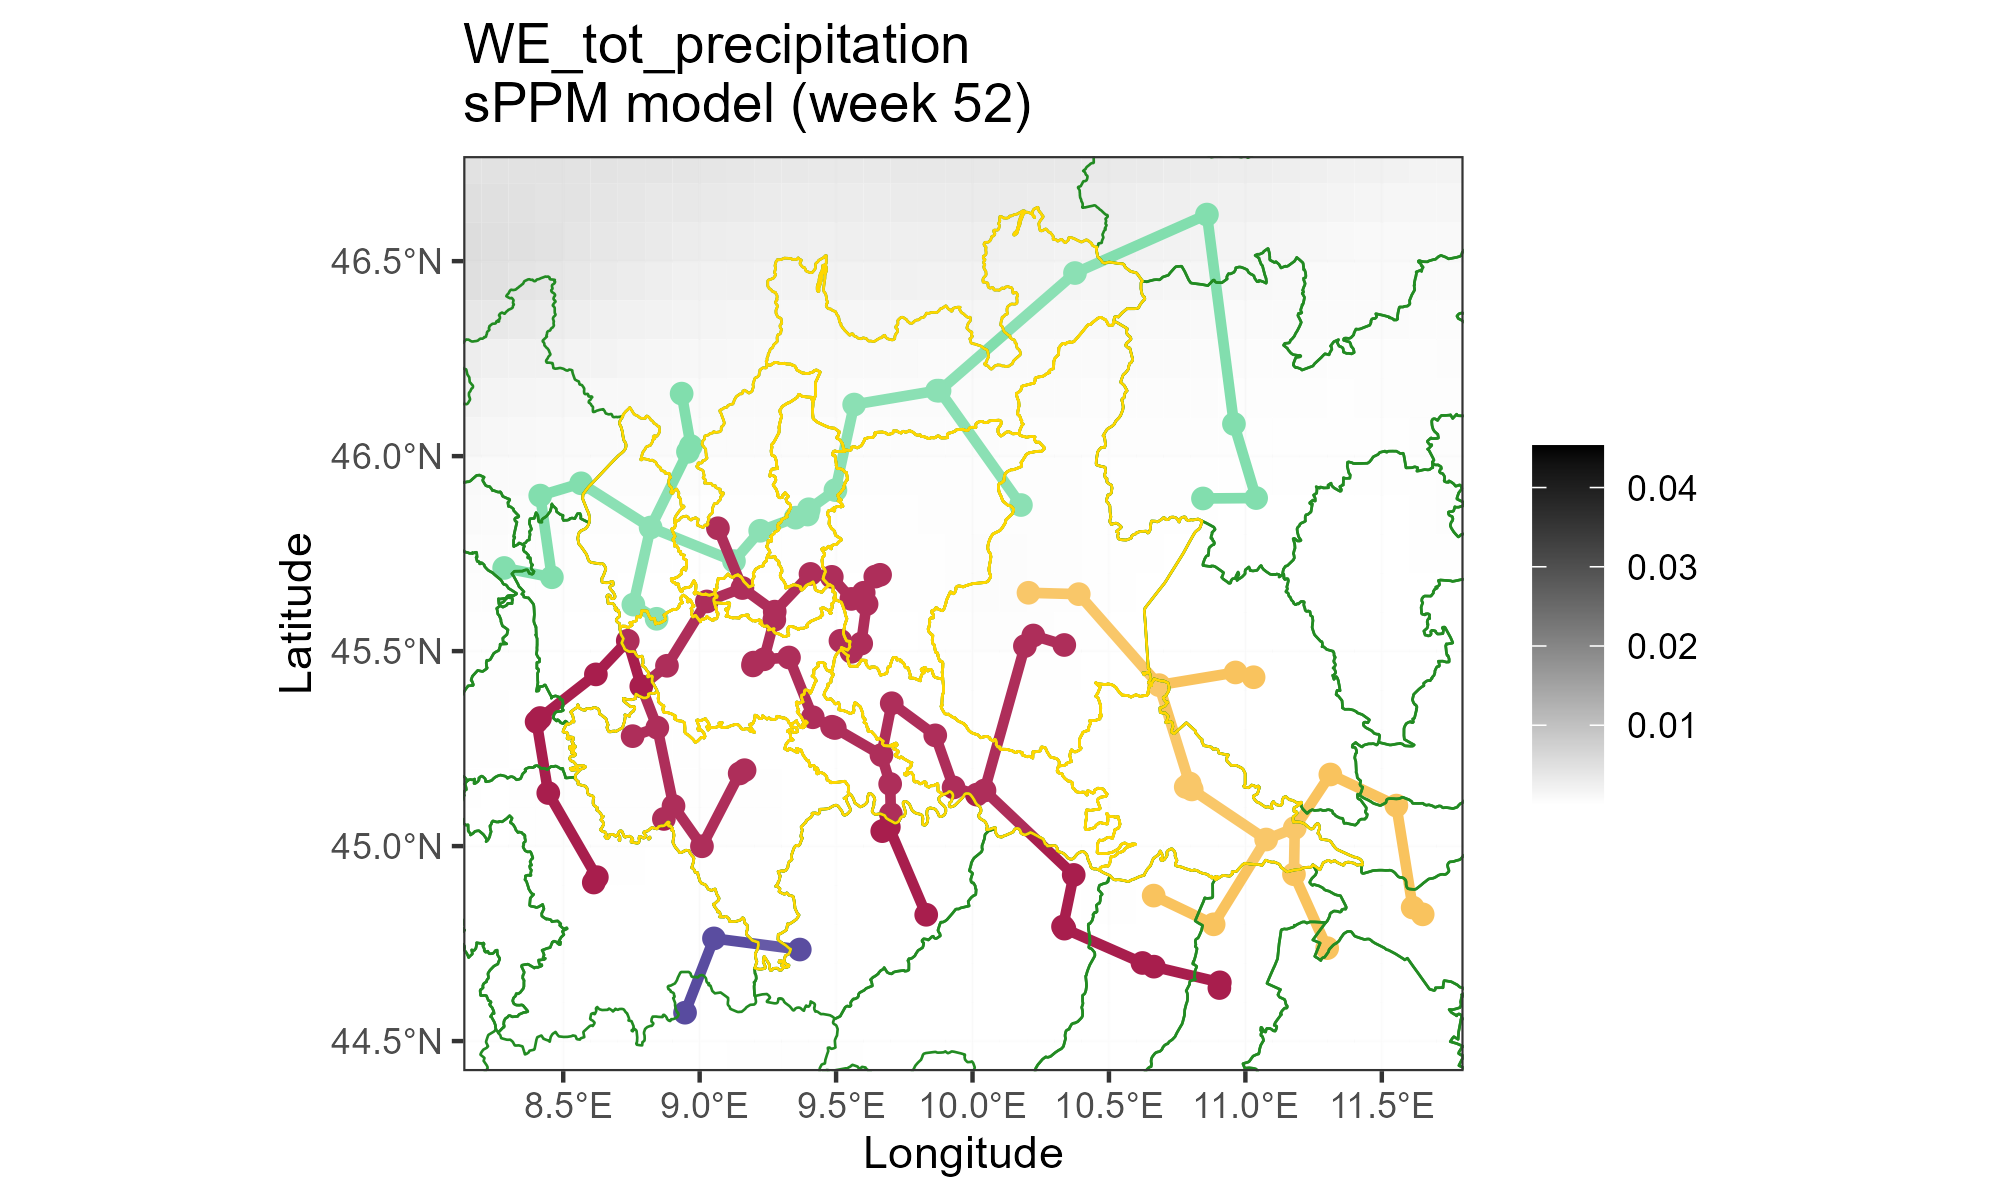 WE_tot_precipitation
sPPM model (week 52)
46.5°N
46.0°N
45.5°N
45.0°N
44.5°N
Latitude
8.5°E
9.0°E
9.5°E
10.0°E
10.5°E
11.0°E
11.5°E
Longitude
0.04
0.03
0.02
0.01